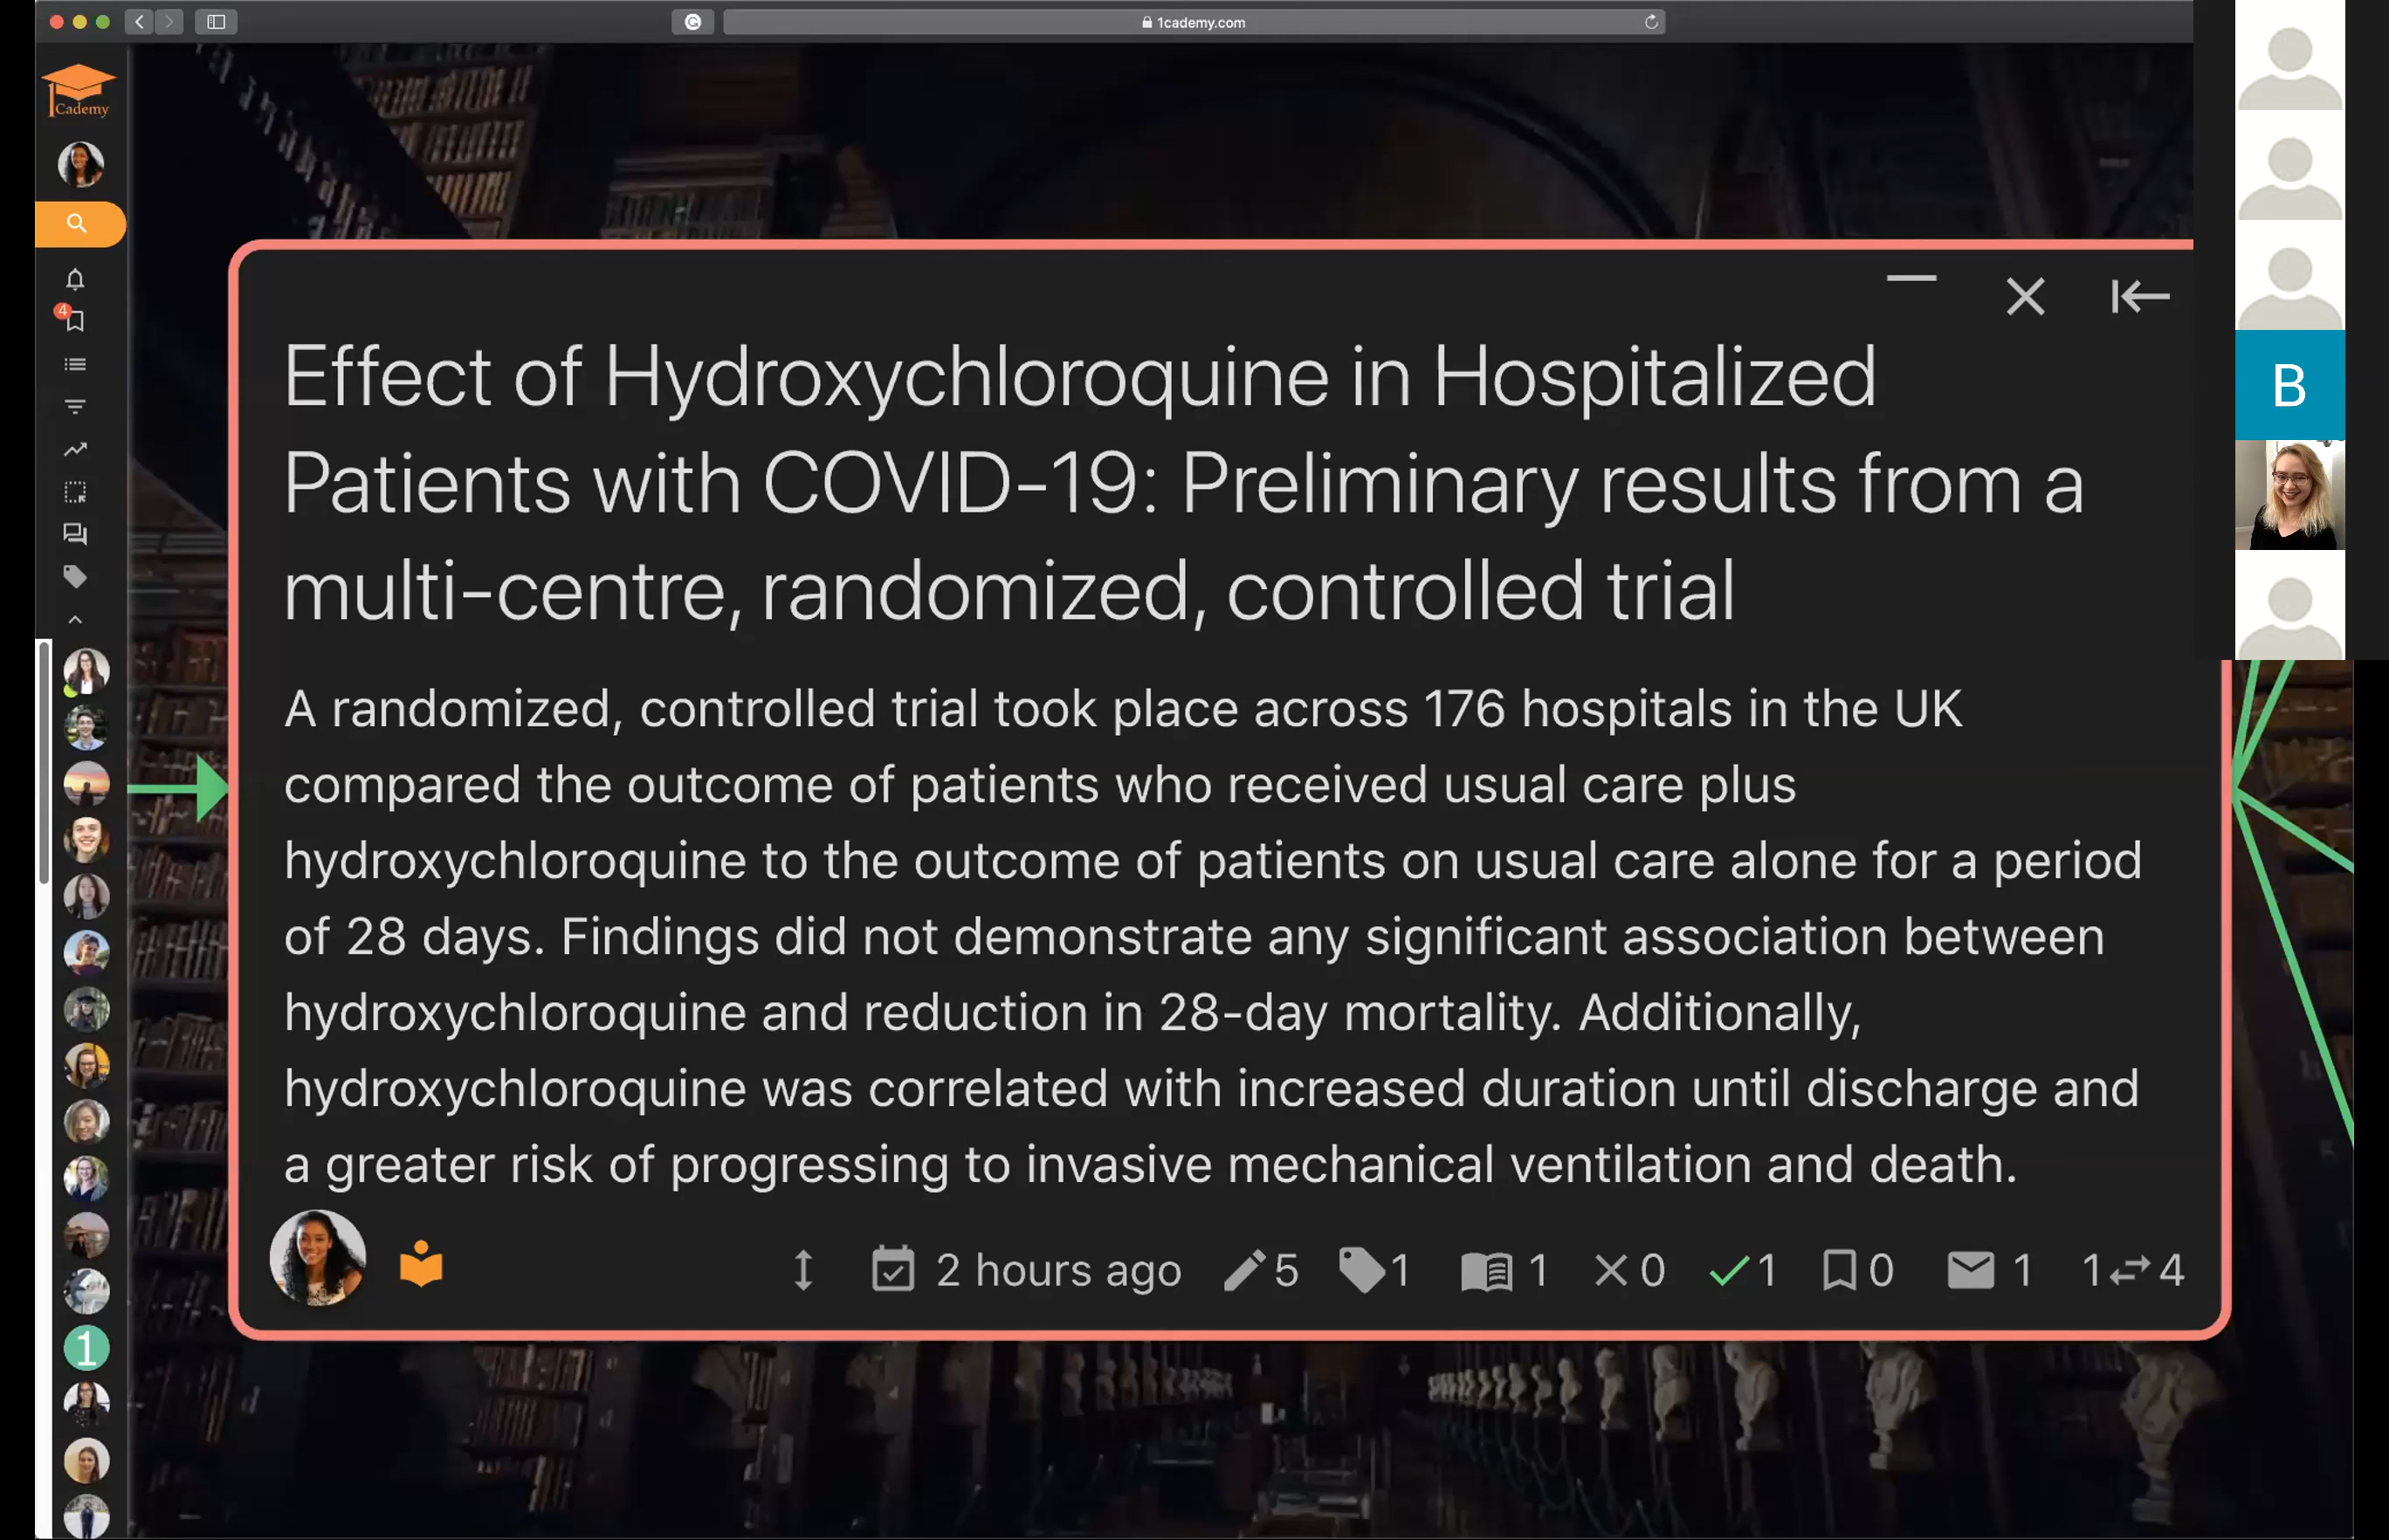 1cademy.com
1Cademy
4
B
Effect of Hydroxychloroquine in Hospitalized
Patients with COVID-19: Preliminary results from a
multi-centre, randomized, controlled trial
A randomized, controlled trial took place across 176 hospitals in the UK
compared the outcome of patients who received usual care plus
hydroxychloroquine to the outcome of patients on usual care alone for a period
of 28 days. Findings did not demonstrate any significant association between
hydroxychloroquine and reduction in 28-day mortality. Additionally,
hydroxychloroquine was correlated with increased duration until discharge and
a greater risk of progressing to invasive mechanical ventilation and death.
2 hours ago 5 1 1 0 1 0 1 1 4
1